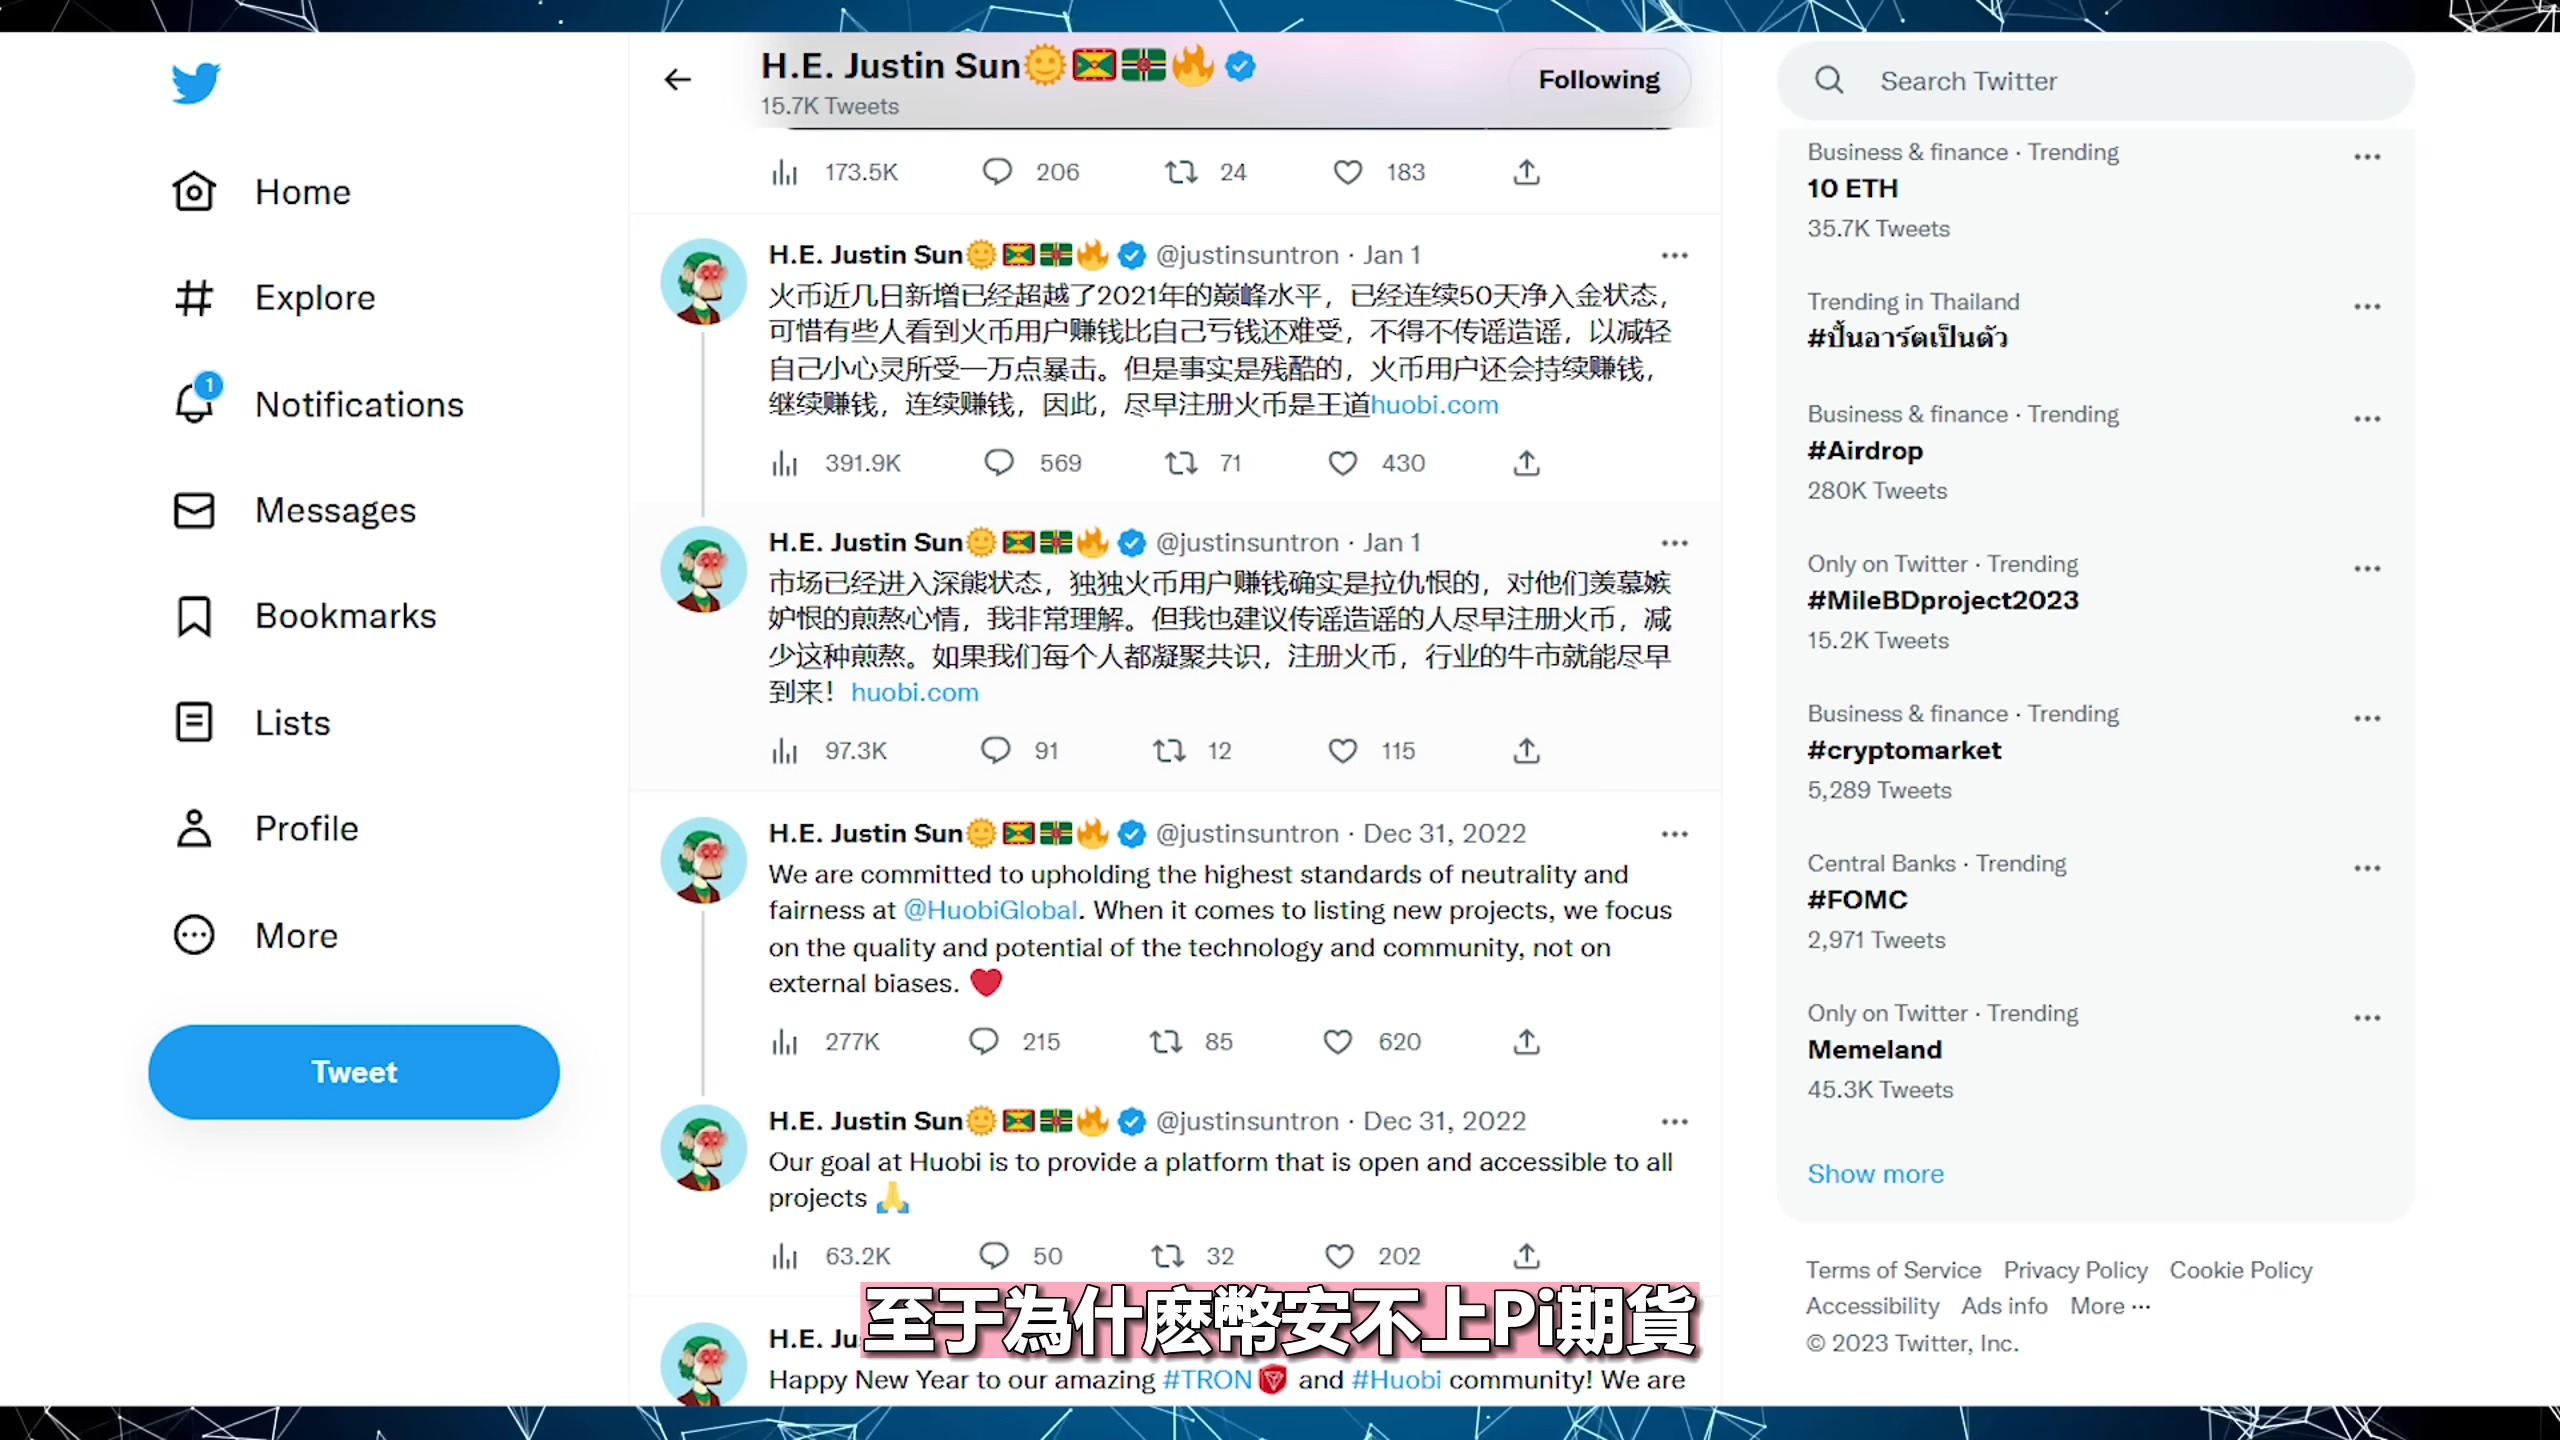 Home
Explore
1
Notifications
Messages
Bookmarks
Lists
Profile
More
Tweet
H.E. Justin Sun
15.7K Tweets
Following
173.5K 206 24 183
H.E. Justin Sun @justinsuntron · Jan 1
火币近几日新增已经超越了2021年的巅峰水平，已经连续50天净入金状态，
可惜有些人看到火币用户赚钱比自己亏钱还难受，不得不传谣造谣，以减轻
自己小心灵所受一万点暴击。但是事实是残酷的，火币用户还会持续赚钱，
继续赚钱，连续赚钱，因此，尽早注册火币是王道huobi.com
391.9K 569 71 430
H.E. Justin Sun @justinsuntron · Jan 1
市场已经进入深熊状态，独独火币用户赚钱确实是拉仇恨的，对他们羡慕嫉
妒恨的煎熬心情，我非常理解。但我也建议传谣造谣的人尽早注册火币，减
少这种煎熬。如果我们每个人都凝聚共识，注册火币，行业的牛市就能尽早
到来！huobi.com
97.3K 91 12 115
H.E. Justin Sun @justinsuntron · Dec 31, 2022
We are committed to upholding the highest standards of neutrality and
fairness at @HuobiGlobal. When it comes to listing new projects, we focus
on the quality and potential of the technology and community, not on
external biases.
277K 215 85 620
H.E. Justin Sun @justinsuntron · Dec 31, 2022
Our goal at Huobi is to provide a platform that is open and accessible to all
projects
63.2K 50 32 202
H.E.
至于為什麽幣安不上Pi期貨
Happy New Year to our amazing #TRON and #Huobi community! We are
Search Twitter
Business & finance · Trending
10 ETH
35.7K Tweets
Trending in Thailand
#ปั้นอาร์ตเป็นตัว
Business & finance · Trending
#Airdrop
280K Tweets
Only on Twitter · Trending
#MileBDproject2023
15.2K Tweets
Business & finance · Trending
#cryptomarket
5,289 Tweets
Central Banks · Trending
#FOMC
2,971 Tweets
Only on Twitter · Trending
Memeland
45.3K Tweets
Show more
Terms of Service Privacy Policy Cookie Policy
Accessibility Ads info More ···
© 2023 Twitter, Inc.